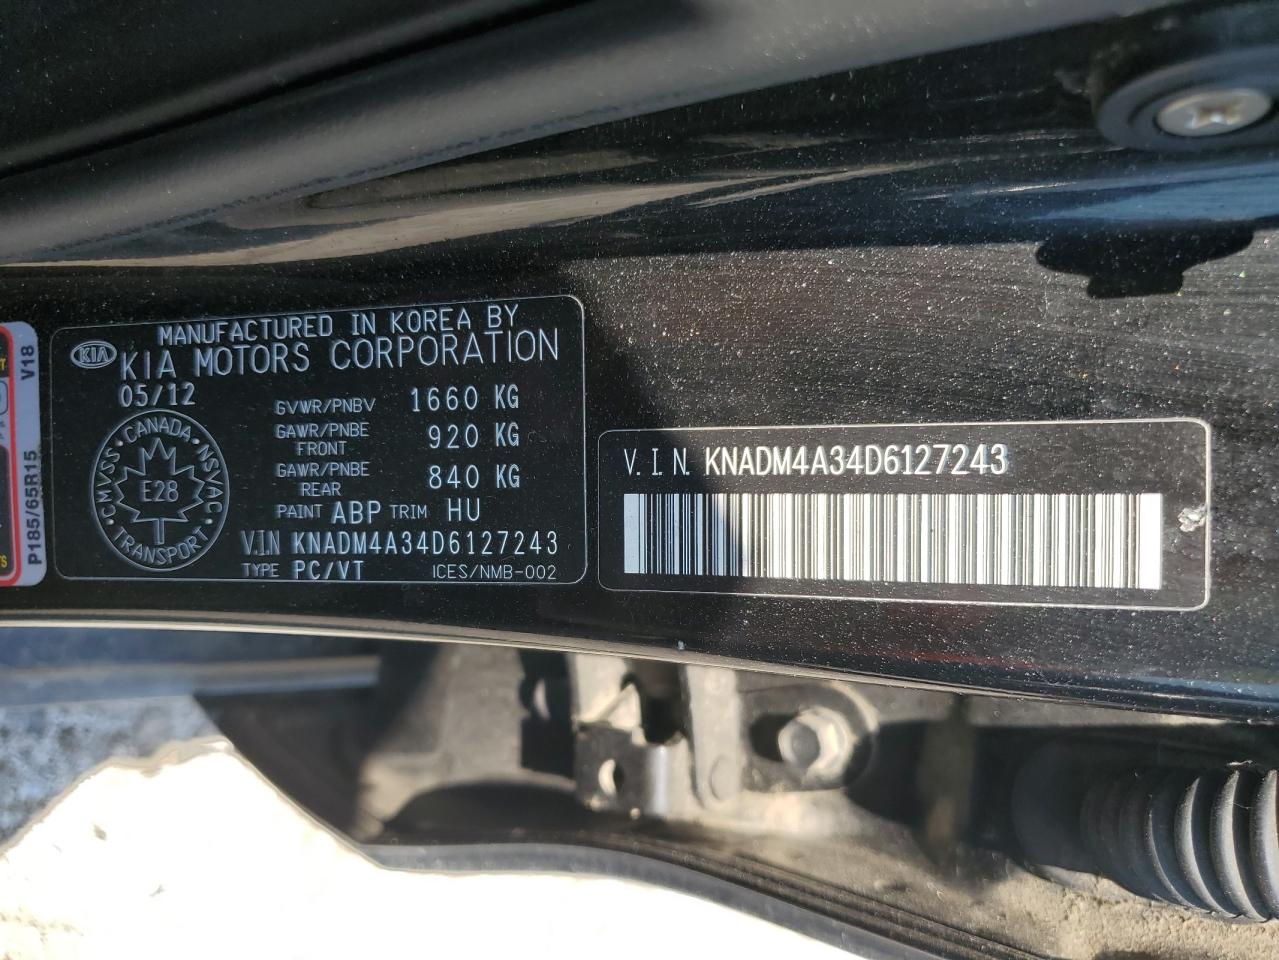 MANUFACTURED IN KOREA BY
KIA KIA MOTORS CORPORATION
05/12
GVWR/PNBV 1660 KG
GAWR/PNBE FRONT 920 KG
GAWR/PNBE REAR 840 KG
PAINT ABP TRIM HU
V.I.N KNADM4A34D6127243
TYPE PC/VT ICES/NMB-002
CANADA
CMVSS NSVAC
E28
TRANSPORT
V.I.N. KNADM4A34D6127243
V18
P185/65R15